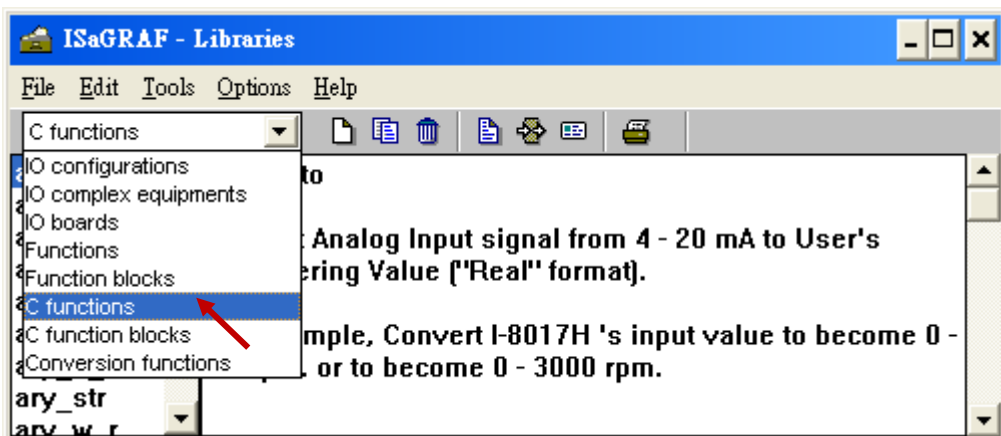 ISaGRAF - Libraries
File Edit Tools Options Help
C functions
IO configurations
IO complex equipments
IO boards
Functions
Function blocks
C functions
C function blocks
Conversion functions
ary_str
ary_w_r
to
: Analog Input signal from 4 - 20 mA to User's
ering Value ("Real" format).
mple, Convert I-8017H 's input value to become 0 -
. or to become 0 - 3000 rpm.